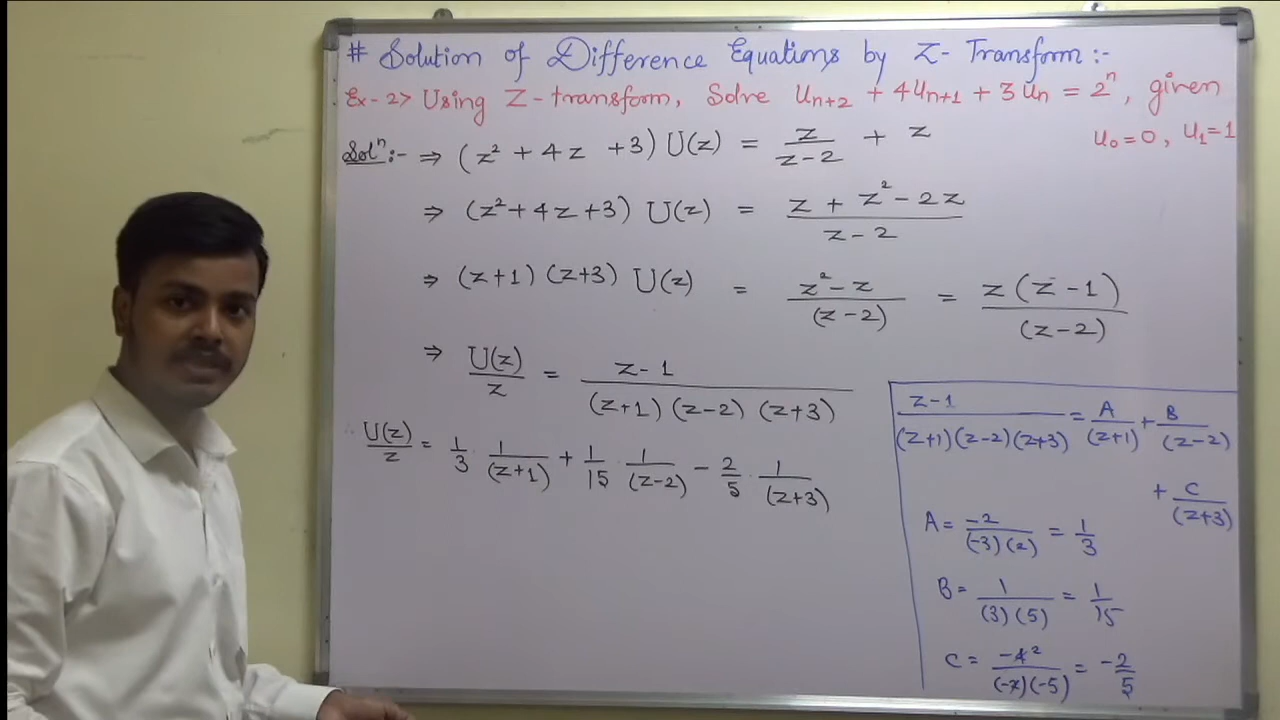 # Solution of Difference Equations by Z-Transform:-
Ex-2> Using Z-transform, Solve uₙ₊₂ + 4uₙ₊₁ + 3uₙ = 2ⁿ, given
u₀=0, u₁=1
Solⁿ:- ⇒ (z² + 4z + 3) U(z) = z/(z-2) + z
⇒ (z²+4z+3) U(z) = (z + z² - 2z)/(z-2)
⇒ (z+1) (z+3) U(z) = (z²-z)/(z-2) = z(z-1)/(z-2)
⇒ U(z)/z = (z-1)/((z+1) (z-2) (z+3))
∴ U(z)/z = 1/3 · 1/(z+1) + 1/15 · 1/(z-2) - 2/5 · 1/(z+3)
(z-1)/((z+1)(z-2)(z+3)) = A/(z+1) + B/(z-2)
+ C/(z+3)
A = -2/((-3)(2)) = 1/3
B = 1/((3)(5)) = 1/15
C = -4̸²/((-2̸)(-5)) = -2/5